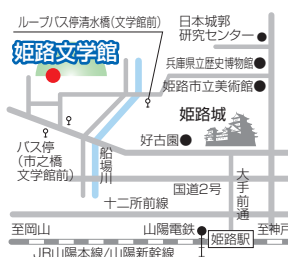 ループバス停清水橋(文学館前)
日本城郭
研究センター
姫路文学館
兵庫県立歴史博物館
姫路市立美術館
姫路城
バス停
(市之橋
文学館前)
好古園
船場川
大手前通
国道2号
十二所前線
至岡山
山陽電鉄
姫路駅
至神戸
JR山陽本線/山陽新幹線